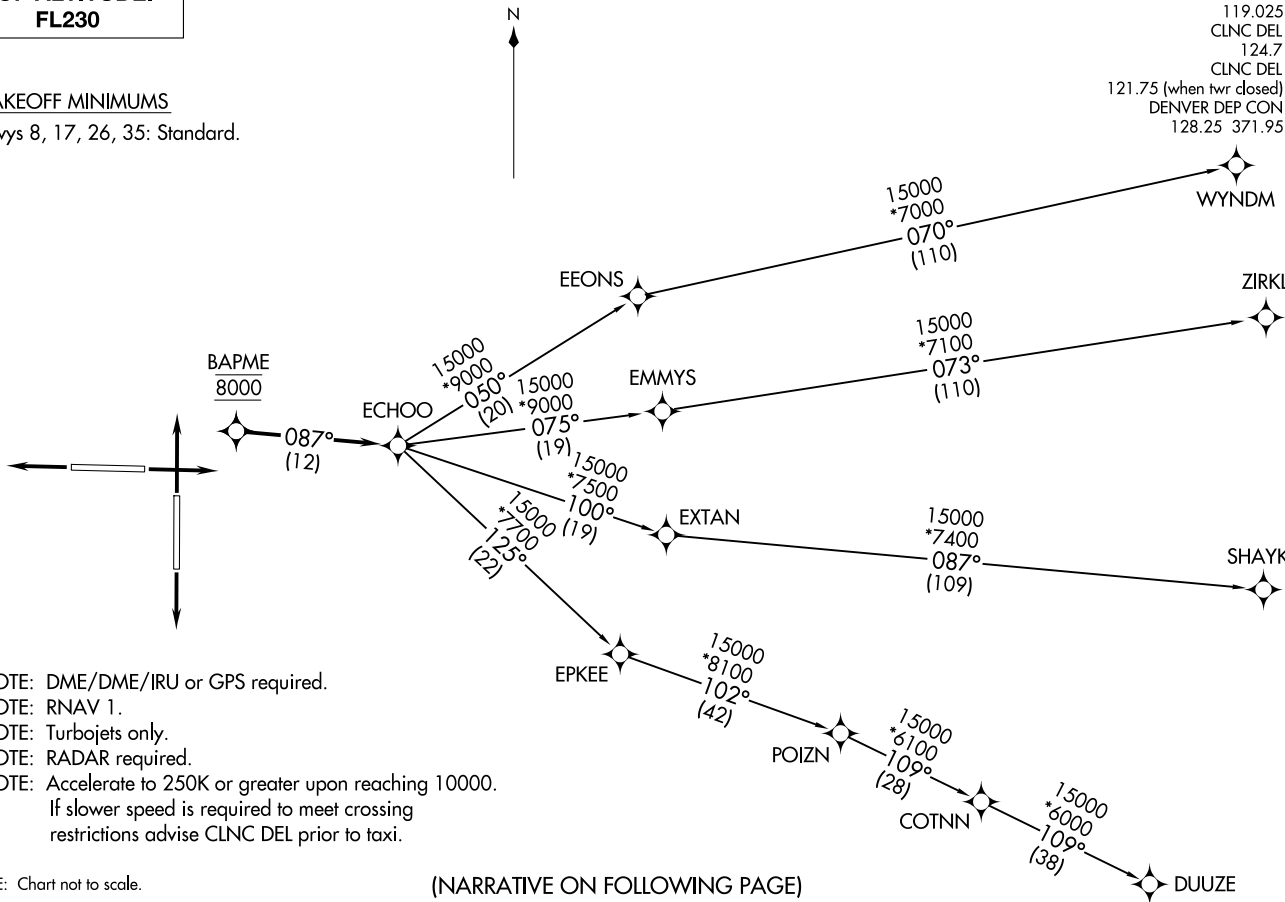 FL230
N
119.025
CLNC DEL
124.7
CLNC DEL
121.75 (when twr closed)
DENVER DEP CON
128.25 371.95
AKEOFF MINIMUMS
wys 8, 17, 26, 35: Standard.
WYNDM
15000
*7000
070°
(110)
EEONS
ZIRKL
15000
*7100
073°
(110)
BAPME
8000
15000
*9000
050°
(20)
EMMYS
15000
*9000
075°
(19)
ECHOO
087°
(12)
15000
*7500
100°
(19)
EXTAN
15000
*7700
125°
(22)
15000
*7400
087°
(109)
SHAYK
EPKEE
15000
*8100
102°
(42)
POIZN
15000
*6100
109°
(28)
COTNN
15000
*6000
109°
(38)
DUUZE
OTE: DME/DME/IRU or GPS required.
OTE: RNAV 1.
OTE: Turbojets only.
OTE: RADAR required.
OTE: Accelerate to 250K or greater upon reaching 10000.
If slower speed is required to meet crossing
restrictions advise CLNC DEL prior to taxi.
E: Chart not to scale.
(NARRATIVE ON FOLLOWING PAGE)